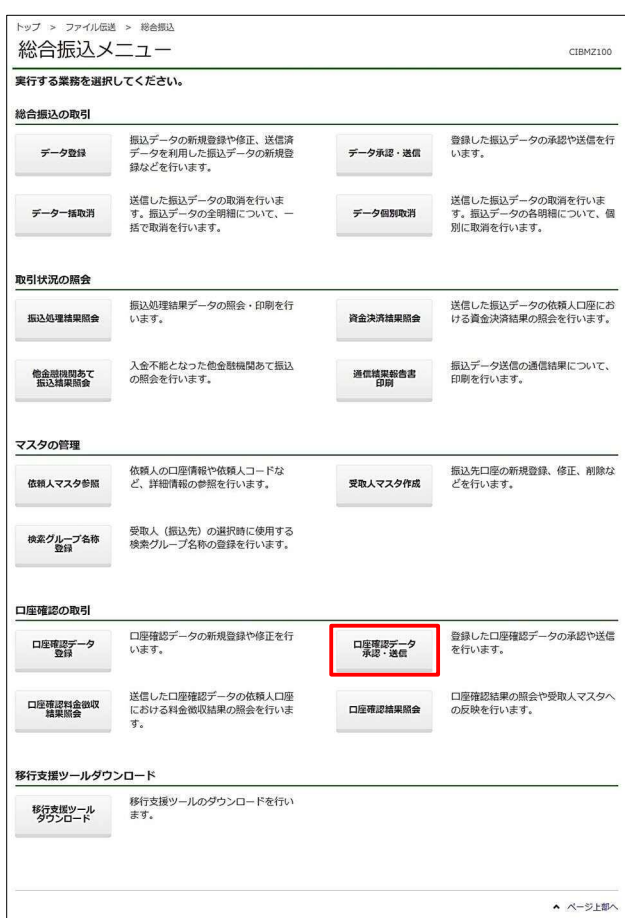 トップ > ファイル伝送 > 総合振込
総合振込メニュー
CIBMZ100
実行する業務を選択してください。
総合振込の取引
データ登録
振込データの新規登録や修正、送信済
データを利用した振込データの新規登
録などを行います。
データ承認・送信
登録した振込データの承認や送信を行
います。
データ一括取消
送信した振込データの取消を行いま
す。振込データの全明細について、一
括で取消を行います。
データ個別取消
送信した振込データの取消を行いま
す。振込データの各明細について、個
別に取消を行います。
取引状況の照会
振込処理結果照会
振込処理結果データの照会・印刷を行
います。
資金決済結果照会
送信した振込データの依頼人口座にお
ける資金決済結果の照会を行います。
他金融機関あて
振込結果照会
入金不能となった他金融機関あて振込
の照会を行います。
通信結果報告書
印刷
振込データ送信の通信結果について、
印刷を行います。
マスタの管理
依頼人マスタ参照
依頼人の口座情報や依頼人コードな
ど、詳細情報の参照を行います。
受取人マスタ作成
振込先口座の新規登録、修正、削除な
どを行います。
検索グループ名称
登録
受取人（振込先）の選択時に使用する
検索グループ名称の登録を行います。
口座確認の取引
口座確認データ
登録
口座確認データの新規登録や修正を行
います。
口座確認データ
承認・送信
登録した口座確認データの承認や送信
を行います。
口座確認料金徴収
結果照会
送信した口座確認データの依頼人口座
における料金徴収結果の照会を行いま
す。
口座確認結果照会
口座確認結果の照会や受取人マスタへ
の反映を行います。
移行支援ツールダウンロード
移行支援ツール
ダウンロード
移行支援ツールのダウンロードを行い
ます。
ページ上部へ